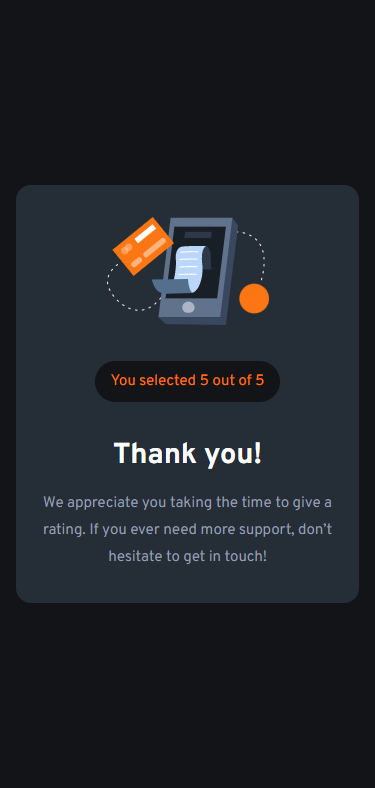 You selected 5 out of 5
Thank you!
We appreciate you taking the time to give a
rating. If you ever need more support, don’t
hesitate to get in touch!